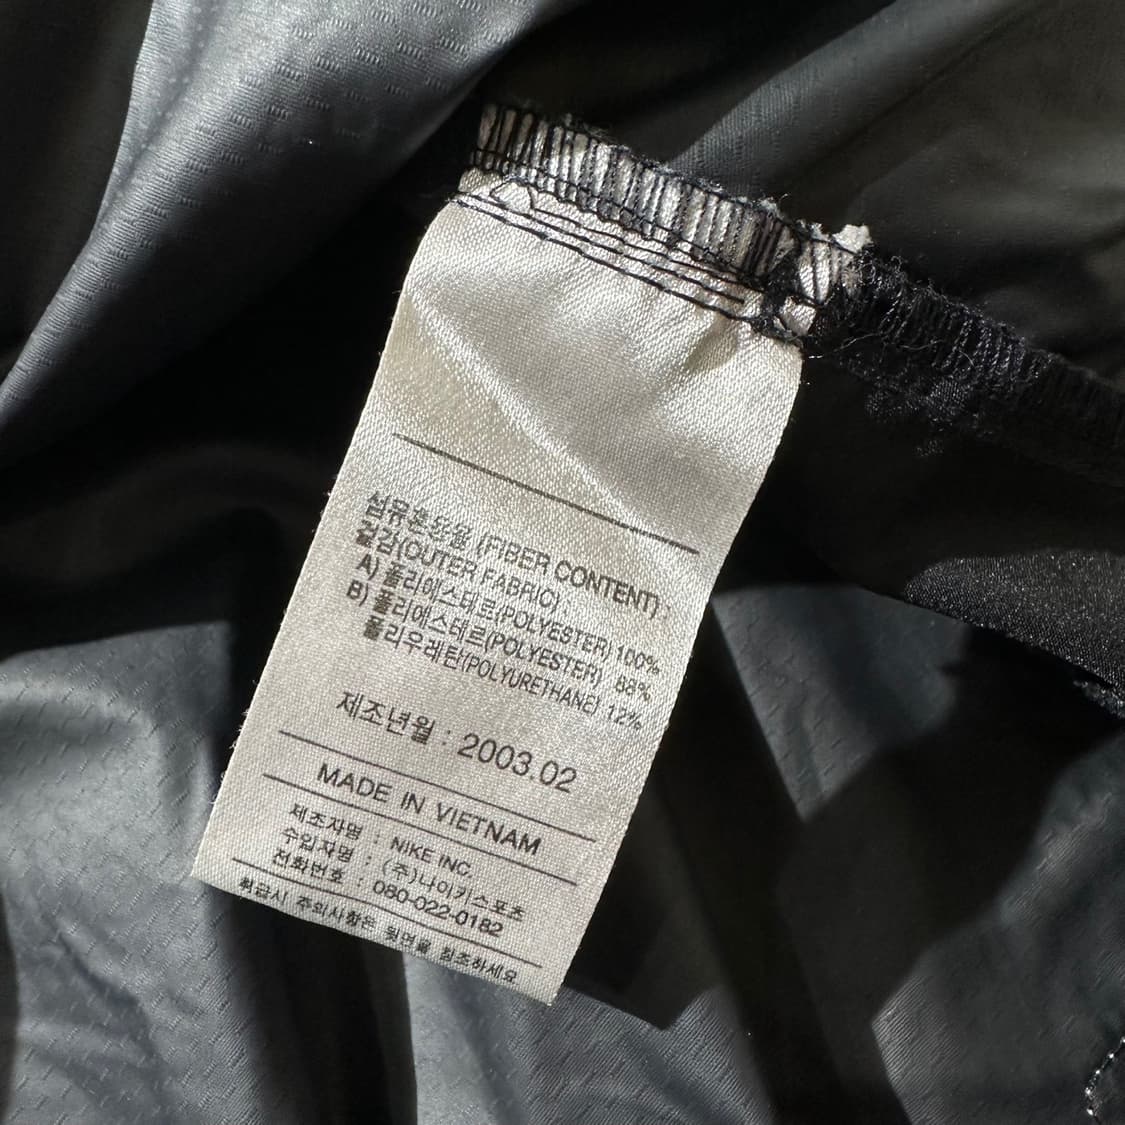 섬유혼용율 (FIBER CONTENT) :
겉감(OUTER FABRIC) :
A) 폴리에스테르(POLYESTER) 100%
B) 폴리에스테르(POLYESTER) 88%
폴리우레탄(POLYURETHANE) 12%
제조년월 : 2003.02
MADE IN VIETNAM
제조자명 : NIKE INC.
수입자명 : (주)나이키스포츠
전화번호 : 080-022-0182
취급시 주의사항은 뒷면을 참조하세요